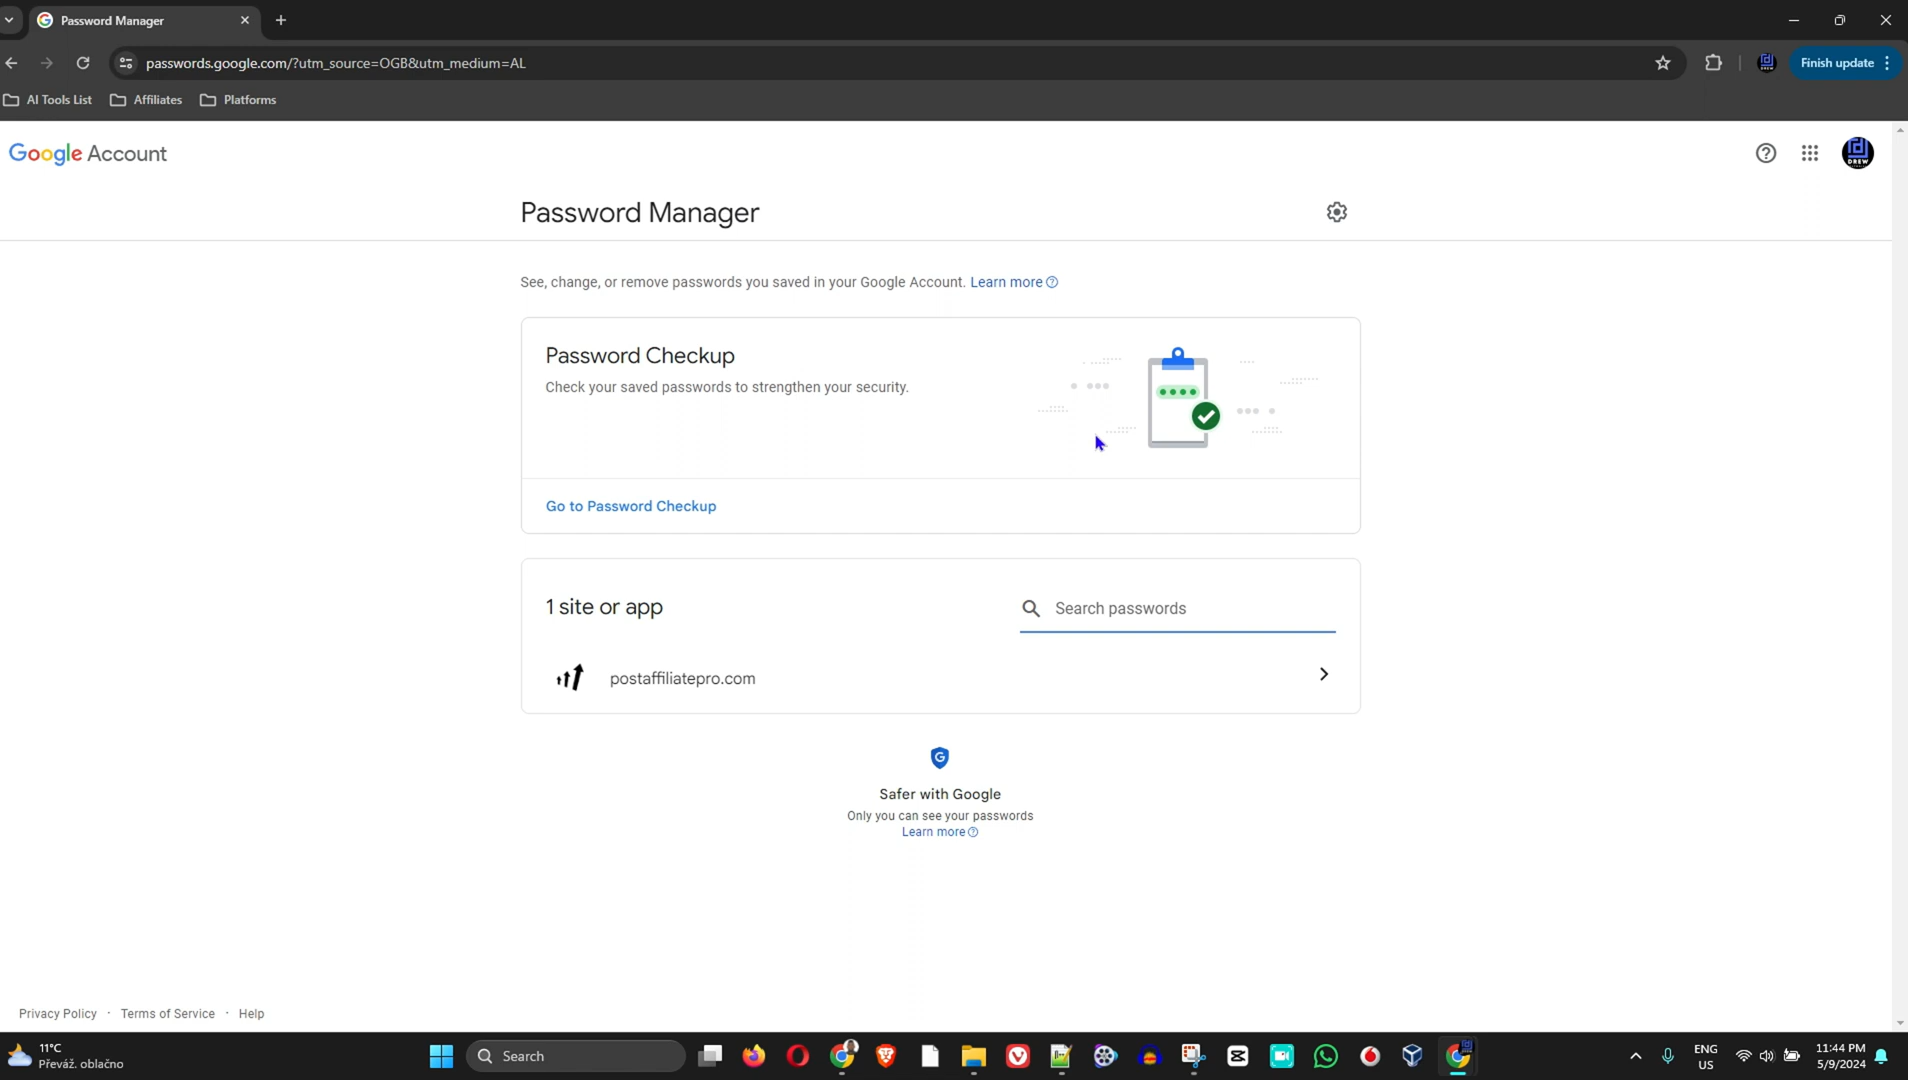 Password Manager
passwords.google.com/?utm_source=OGB&utm_medium=AL
Finish update
AI Tools List
Affiliates
Platforms
Google Account
DREW
Password Manager
See, change, or remove passwords you saved in your Google Account. Learn more
Password Checkup
Check your saved passwords to strengthen your security.
Go to Password Checkup
1 site or app
Search passwords
postaffiliatepro.com
Safer with Google
Only you can see your passwords
Learn more
Privacy Policy · Terms of Service · Help
11°C
Převáž. oblačno
Search
ENG
US
11:44 PM
5/9/2024